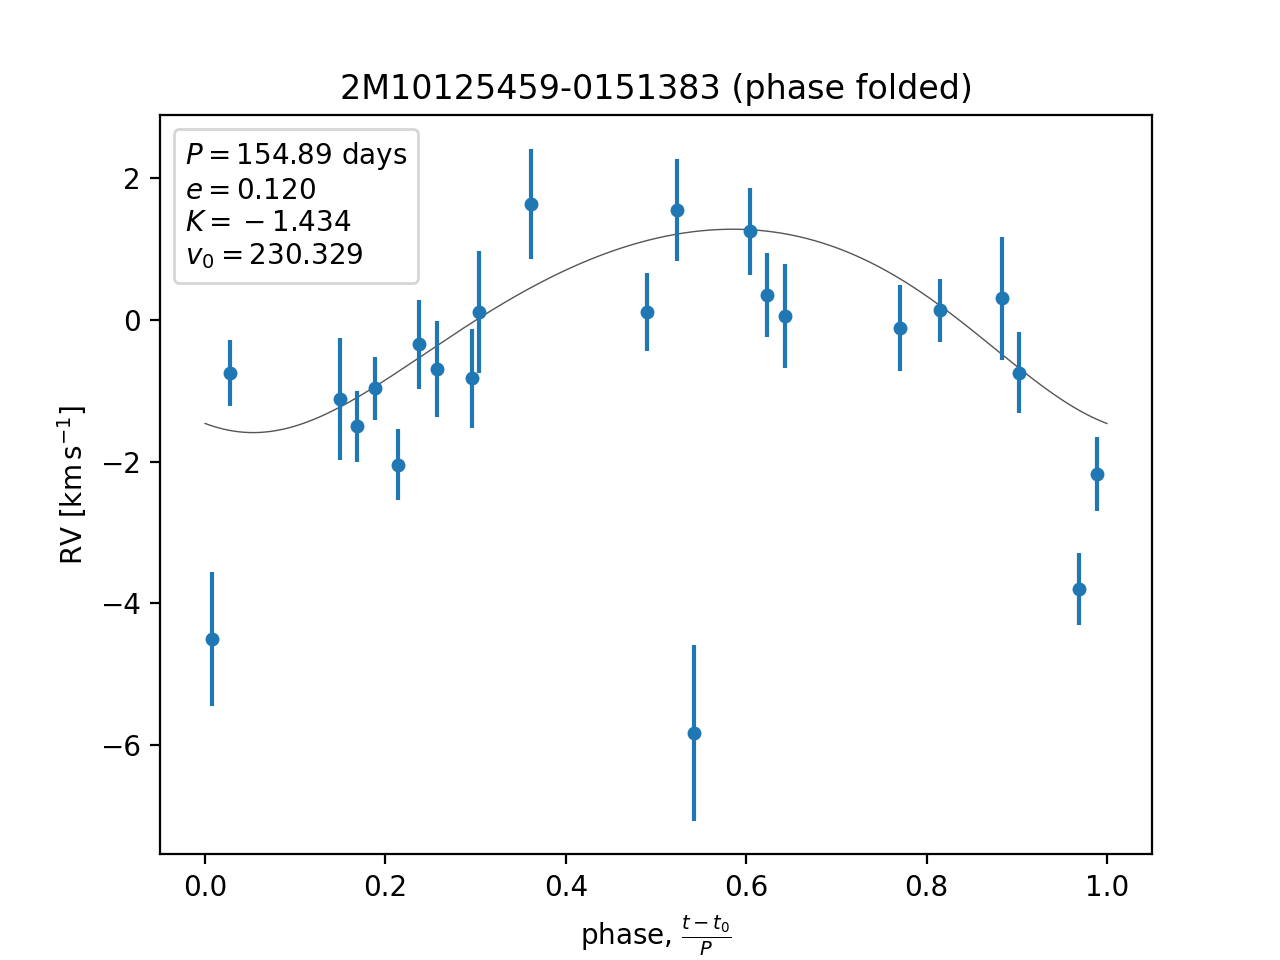 2M10125459-0151383 (phase folded)
P = 154.89 days
e = 0.120
K = −1.434
v₀ = 230.329
2
0
−2
−4
−6
RV [km s⁻¹]
0.0 0.2 0.4 0.6 0.8 1.0
phase, (t − t₀)/P